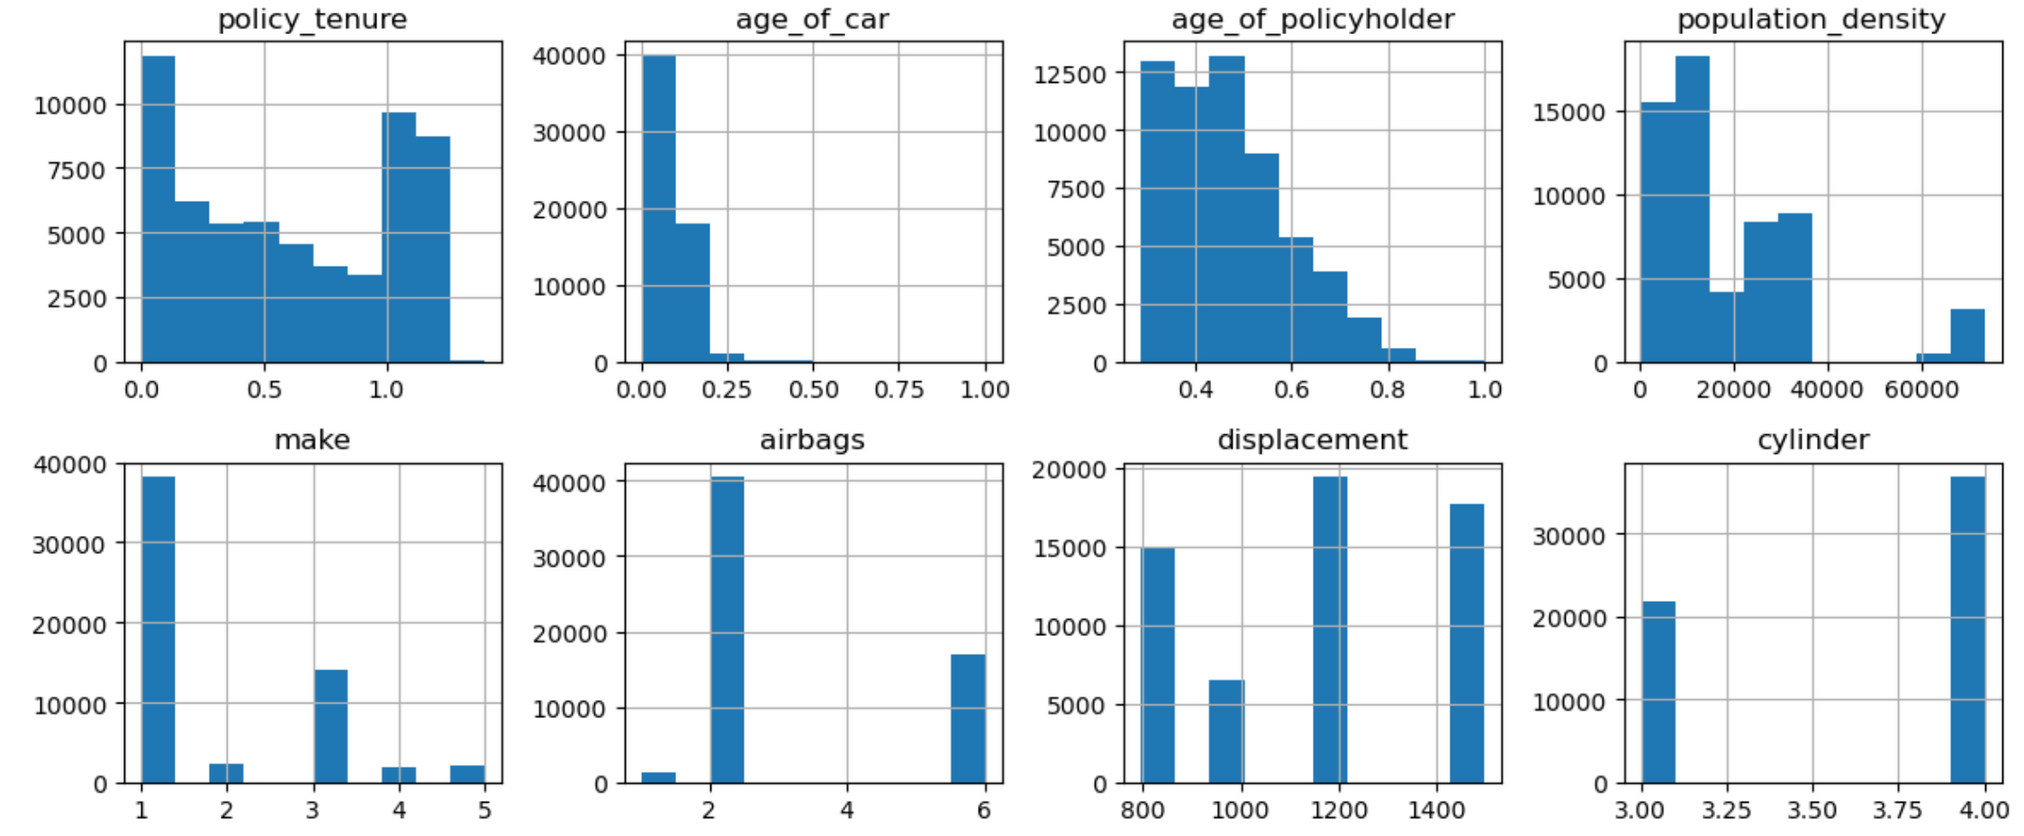 policy_tenure
age_of_car
age_of_policyholder
population_density
10000
7500
5000
2500
0
0.0 0.5 1.0
40000
30000
20000
10000
0
0.00 0.25 0.50 0.75 1.00
12500
10000
7500
5000
2500
0
0.4 0.6 0.8 1.0
15000
10000
5000
0
0 20000 40000 60000
make
airbags
displacement
cylinder
40000
30000
20000
10000
0
1 2 3 4 5
40000
30000
20000
10000
0
2 4 6
20000
15000
10000
5000
0
800 1000 1200 1400
30000
20000
10000
0
3.00 3.25 3.50 3.75 4.00